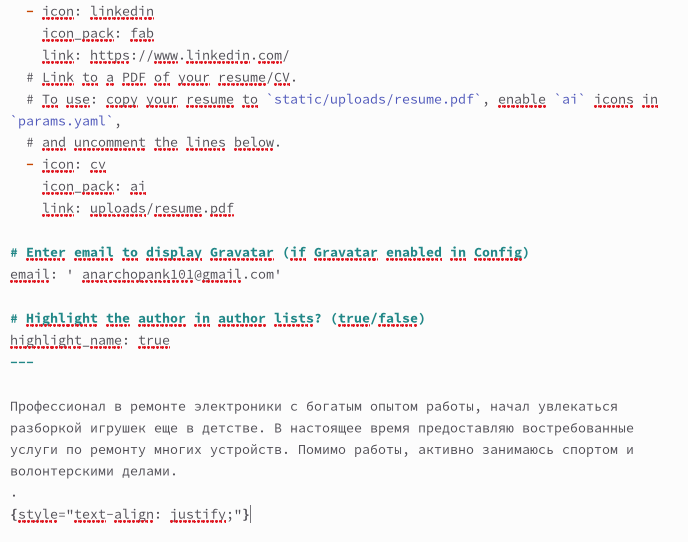 - icon: linkedin
icon_pack: fab
link: https://www.linkedin.com/
# Link to a PDF of your resume/CV.
# To use: copy your resume to `static/uploads/resume.pdf`, enable `ai` icons in
`params.yaml`,
# and uncomment the lines below.
- icon: cv
icon_pack: ai
link: uploads/resume.pdf
# Enter email to display Gravatar (if Gravatar enabled in Config)
email: ' anarchopank101@gmail.com'
# Highlight the author in author lists? (true/false)
highlight_name: true
---
Профессионал в ремонте электроники с богатым опытом работы, начал увлекаться
разборкой игрушек еще в детстве. В настоящее время предоставляю востребованные
услуги по ремонту многих устройств. Помимо работы, активно занимаюсь спортом и
волонтерскими делами.
.
{style="text-align: justify;"}